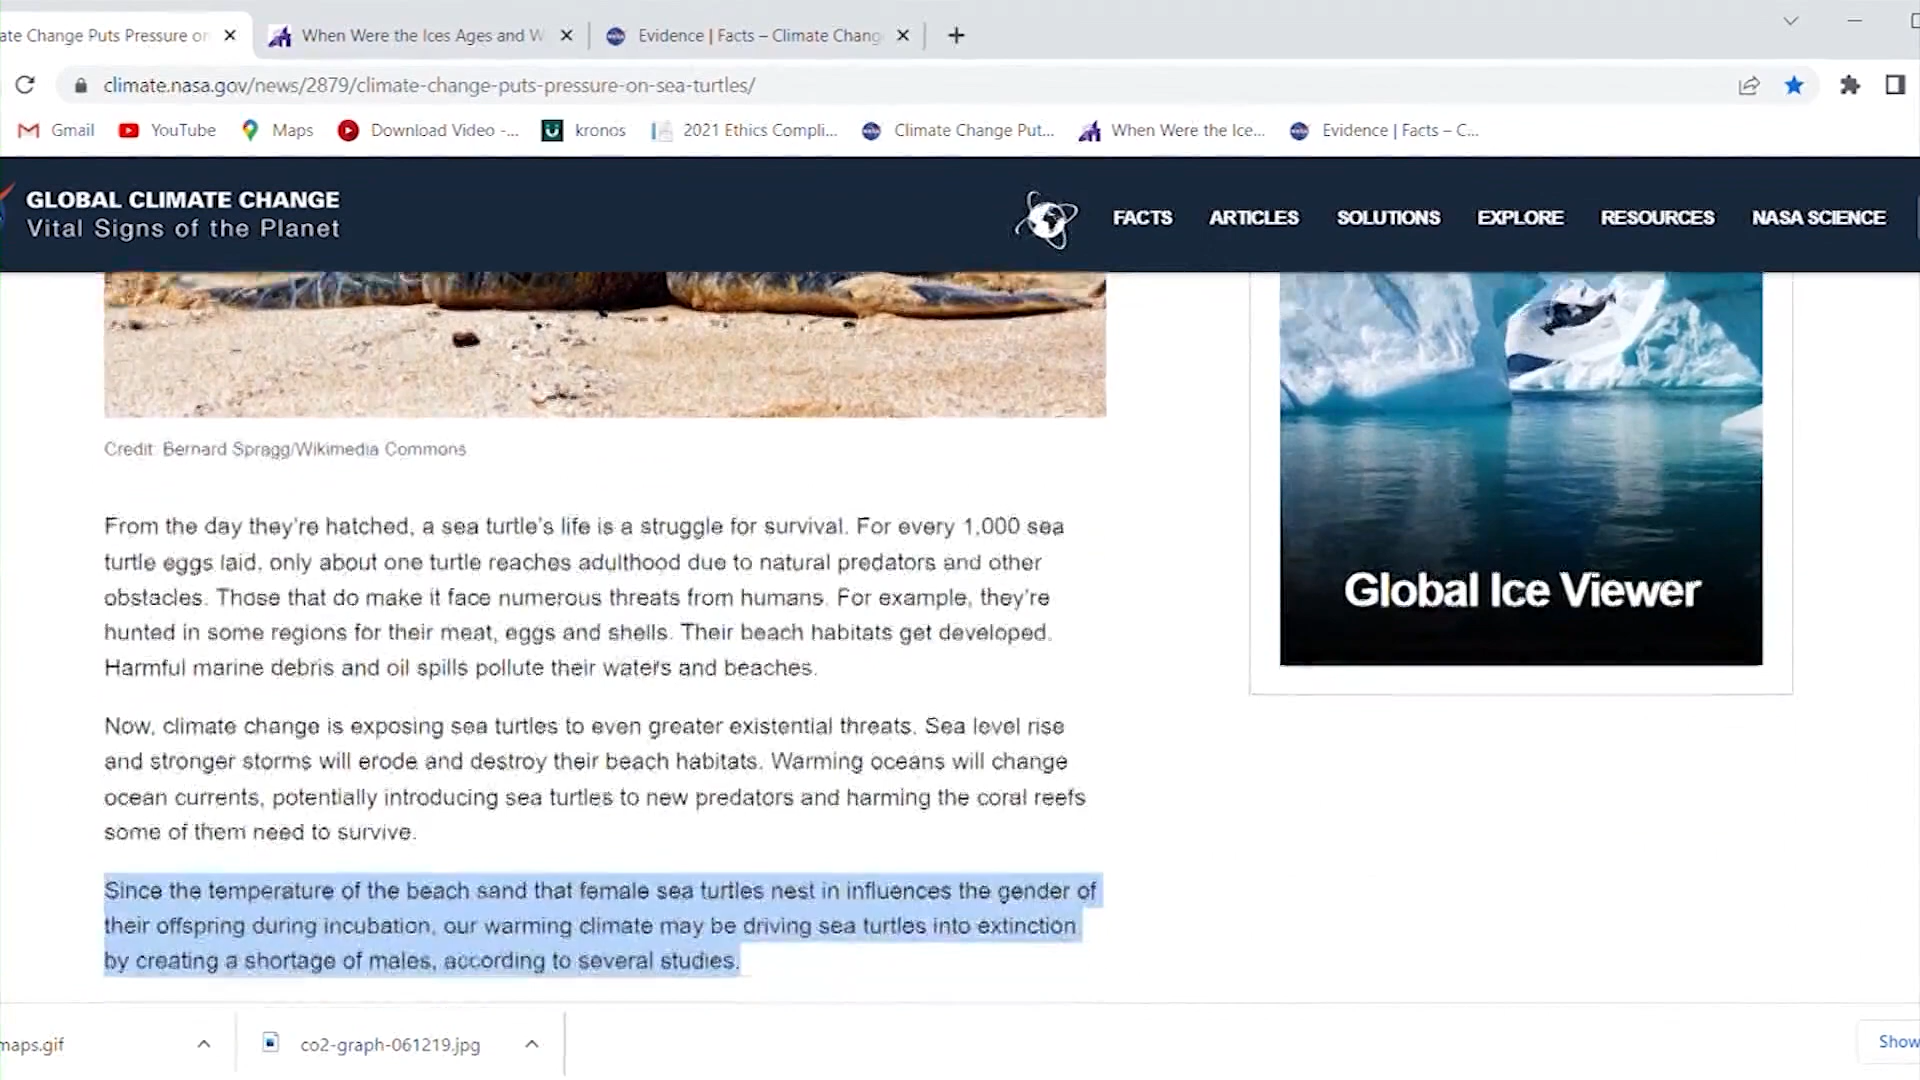 ate Change Puts Pressure or
When Were the Ices Ages and W
Evidence | Facts – Climate Chang
climate.nasa.gov/news/2879/climate-change-puts-pressure-on-sea-turtles/
Gmail
YouTube
Maps
Download Video -...
kronos
2021 Ethics Compli...
Climate Change Put...
When Were the Ice...
Evidence | Facts – C...
GLOBAL CLIMATE CHANGE
Vital Signs of the Planet
FACTS
ARTICLES
SOLUTIONS
EXPLORE
RESOURCES
NASA SCIENCE
Credit: Bernard Spragg/Wikimedia Commons
From the day they're hatched, a sea turtle's life is a struggle for survival. For every 1,000 sea
turtle eggs laid, only about one turtle reaches adulthood due to natural predators and other
obstacles. Those that do make it face numerous threats from humans. For example, they're
hunted in some regions for their meat, eggs and shells. Their beach habitats get developed.
Harmful marine debris and oil spills pollute their waters and beaches.
Now, climate change is exposing sea turtles to even greater existential threats. Sea level rise
and stronger storms will erode and destroy their beach habitats. Warming oceans will change
ocean currents, potentially introducing sea turtles to new predators and harming the coral reefs
some of them need to survive.
Since the temperature of the beach sand that female sea turtles nest in influences the gender of
their offspring during incubation, our warming climate may be driving sea turtles into extinction
by creating a shortage of males, according to several studies.
Global Ice Viewer
maps.gif
co2-graph-061219.jpg
Show